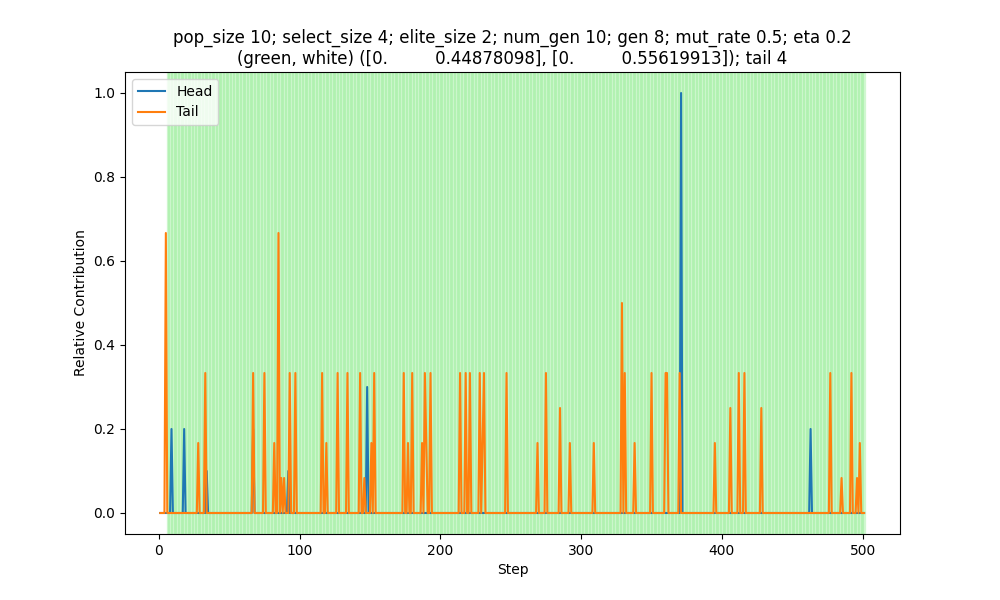 pop_size 10; select_size 4; elite_size 2; num_gen 10; gen 8; mut_rate 0.5; eta 0.2
(green, white) ([0. 0.44878098], [0. 0.55619913]); tail 4
Head
Tail
1.0
0.8
0.6
0.4
0.2
0.0
Relative Contribution
0 100 200 300 400 500
Step